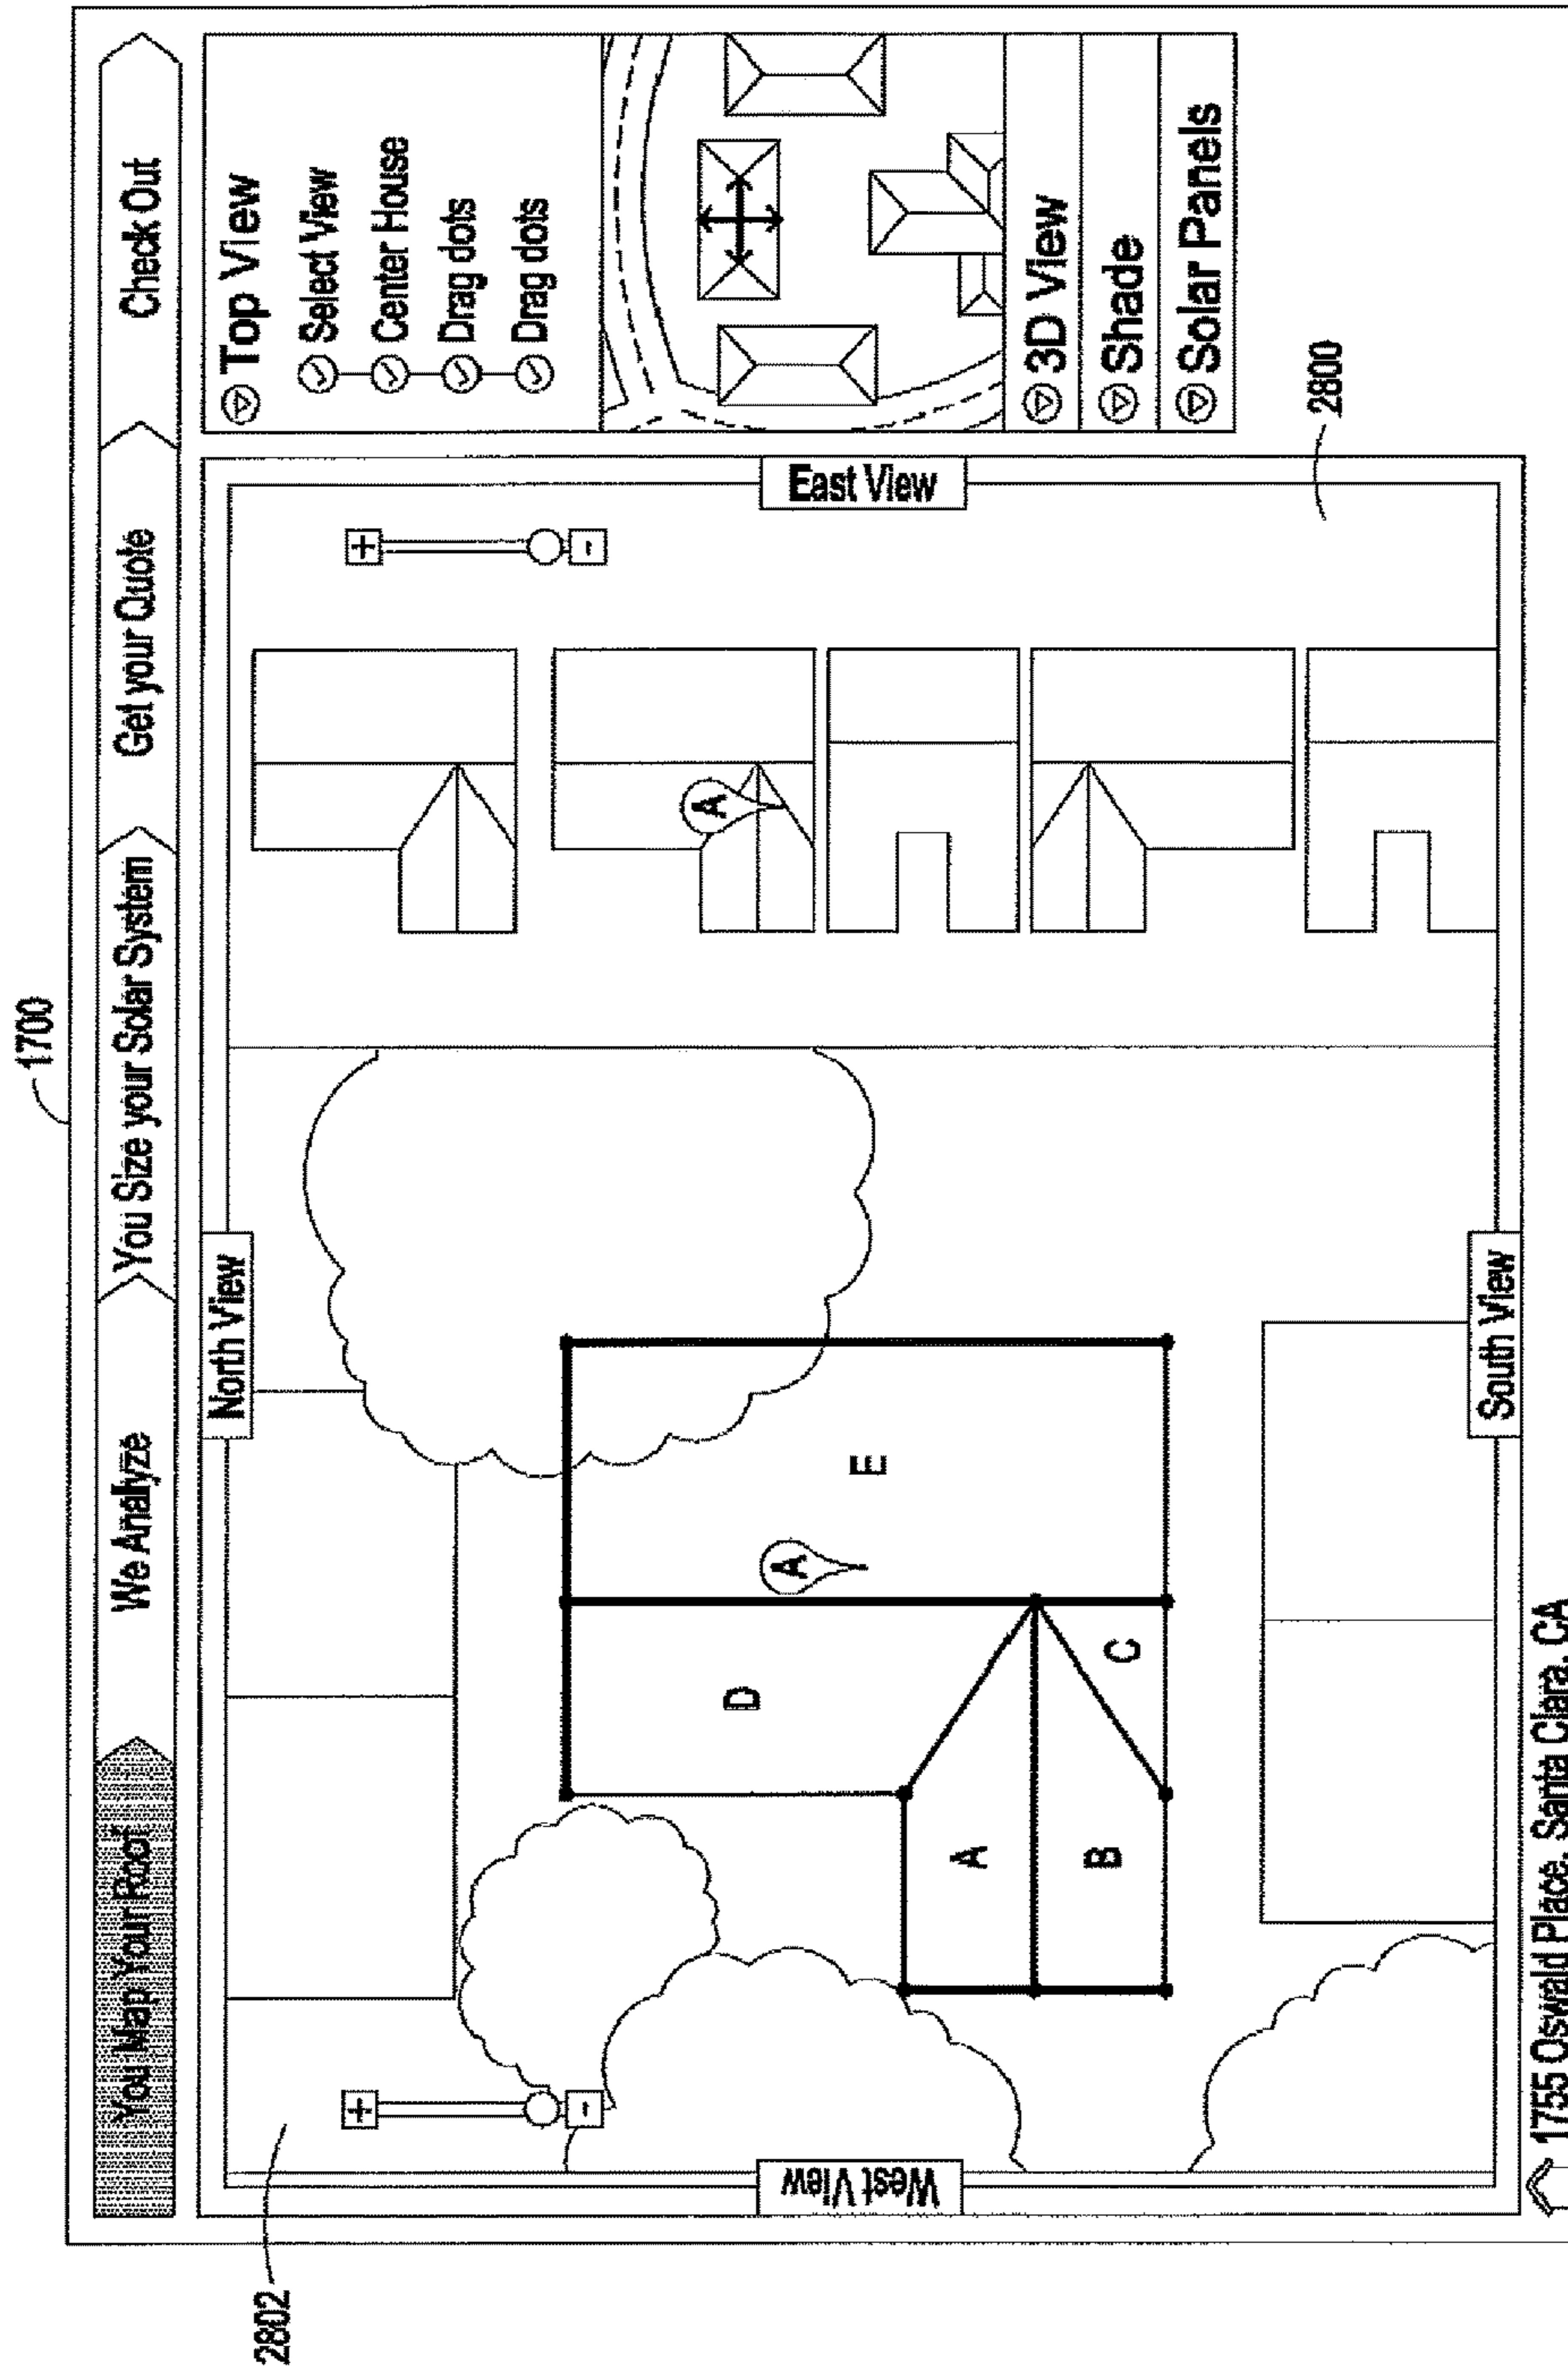 1700
You Map Your Roof
We Analyze
You Size your Solar System
Get your Quote
Check Out
2802
North View
West View
East View
South View
+
-
+
-
A
A
D
E
A
B
C
Top View
Select View
Center House
Drag dots
Drag dots
3D View
Shade
Solar Panels
2800
1755 Oswald Place, Santa Clara, CA